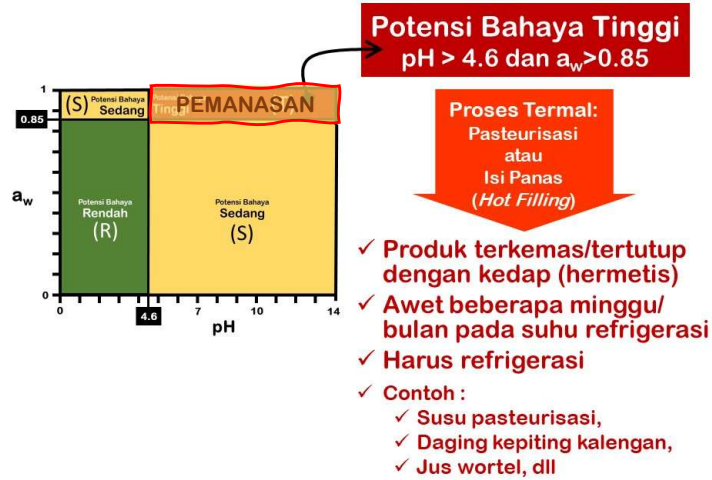 Potensi Bahaya Tinggi
pH > 4.6 dan aw>0.85
1
(S) Potensi Bahaya
Sedang
Tinggi
PEMANASAN
0.85
aw
Potensi Bahaya
Rendah
(R)
Potensi Bahaya
Sedang
(S)
0
0
4.6
7
10
14
pH
Proses Termal:
Pasteurisasi
atau
Isi Panas
(Hot Filling)
✓ Produk terkemas/tertutup
dengan kedap (hermetis)
✓ Awet beberapa minggu/
bulan pada suhu refrigerasi
✓ Harus refrigerasi
✓ Contoh :
✓ Susu pasteurisasi,
✓ Daging kepiting kalengan,
✓ Jus wortel, dll